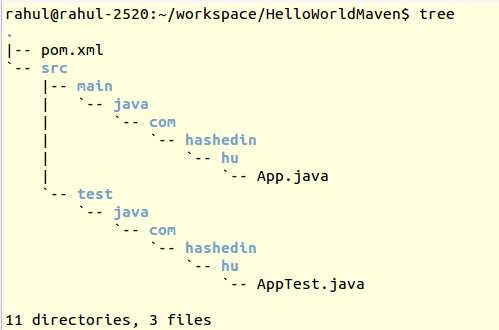 rahul@rahul-2520:~/workspace/HelloWorldMaven$ tree
.
|-- pom.xml
`-- src
    |-- main
    |   `-- java
    |       `-- com
    |           `-- hashedin
    |               `-- hu
    |                   `-- App.java
    `-- test
        `-- java
            `-- com
                `-- hashedin
                    `-- hu
                        `-- AppTest.java

11 directories, 3 files